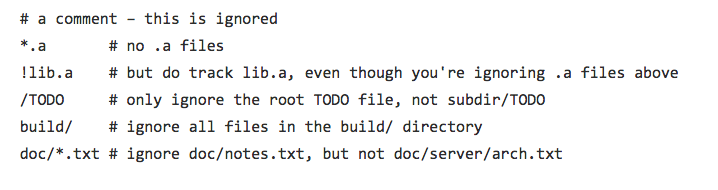 # a comment – this is ignored
*.a       # no .a files
!lib.a    # but do track lib.a, even though you're ignoring .a files above
/TODO     # only ignore the root TODO file, not subdir/TODO
build/    # ignore all files in the build/ directory
doc/*.txt # ignore doc/notes.txt, but not doc/server/arch.txt